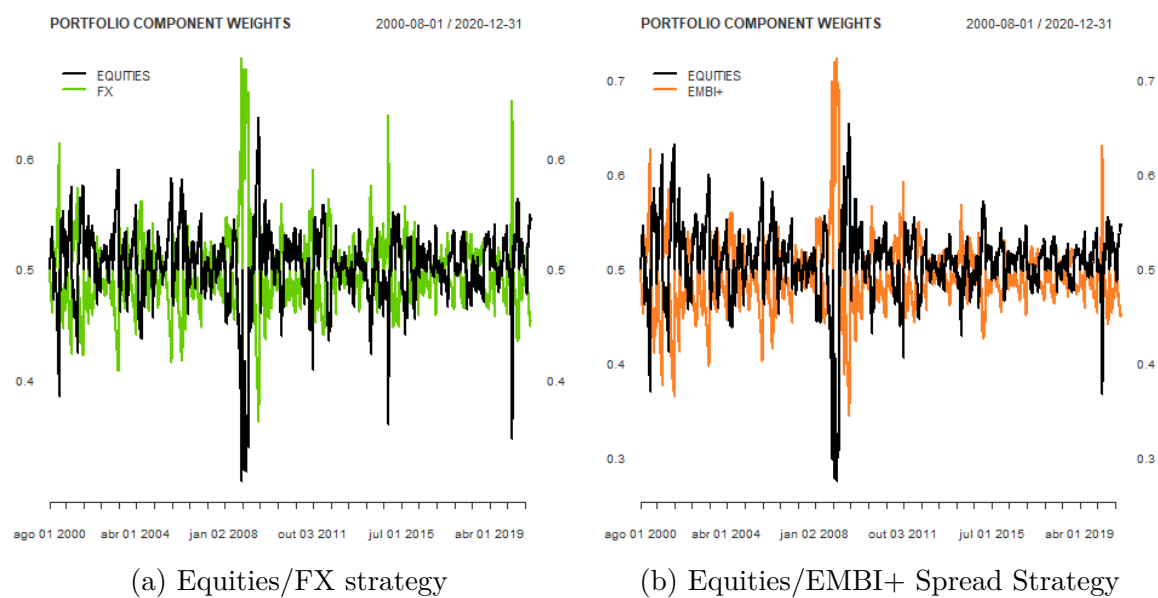 PORTFOLIO COMPONENT WEIGHTS 2000-08-01 / 2020-12-31
EQUITIES
FX
0.6 0.6
0.5 0.5
0.4 0.4
ago 01 2000 abr 01 2004 jan 02 2008 out 03 2011 jul 01 2015 abr 01 2019
(a) Equities/FX strategy
PORTFOLIO COMPONENT WEIGHTS 2000-08-01 / 2020-12-31
EQUITIES
EMBI+
0.7 0.7
0.6 0.6
0.5 0.5
0.4 0.4
0.3 0.3
ago 01 2000 abr 01 2004 jan 02 2008 out 03 2011 jul 01 2015 abr 01 2019
(b) Equities/EMBI+ Spread Strategy